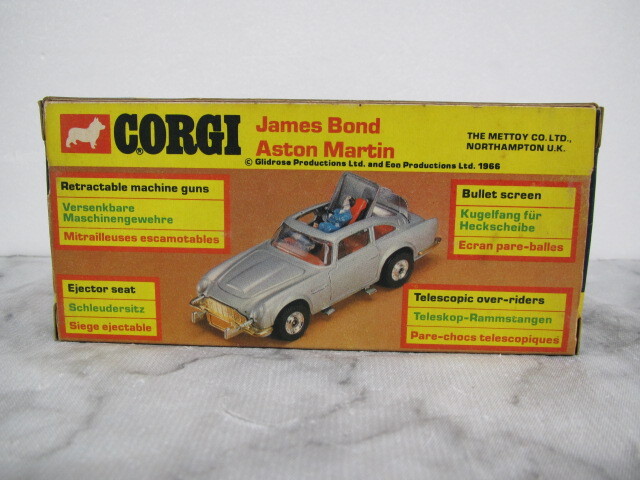 CORGI
®
James Bond
Aston Martin
© Glidrose Productions Ltd. and Eon Productions Ltd. 1966
THE METTOY CO. LTD.,
NORTHAMPTON U.K.
Retractable machine guns
Versenkbare
Maschinengewehre
Mitrailleuses escamotables
Bullet screen
Kugelfang für
Heckscheibe
Ecran pare-balles
Ejector seat
Schleudersitz
Siege ejectable
Telescopic over-riders
Teleskop-Rammstangen
Pare-chocs telescopiques